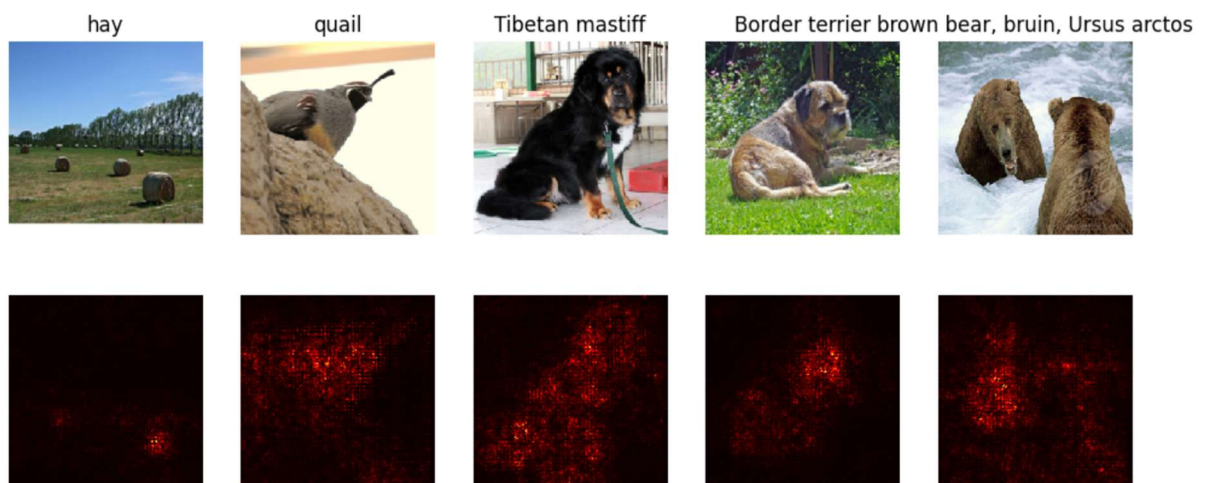 hay
quail
Tibetan mastiff
Border terrier
brown bear, bruin, Ursus arctos